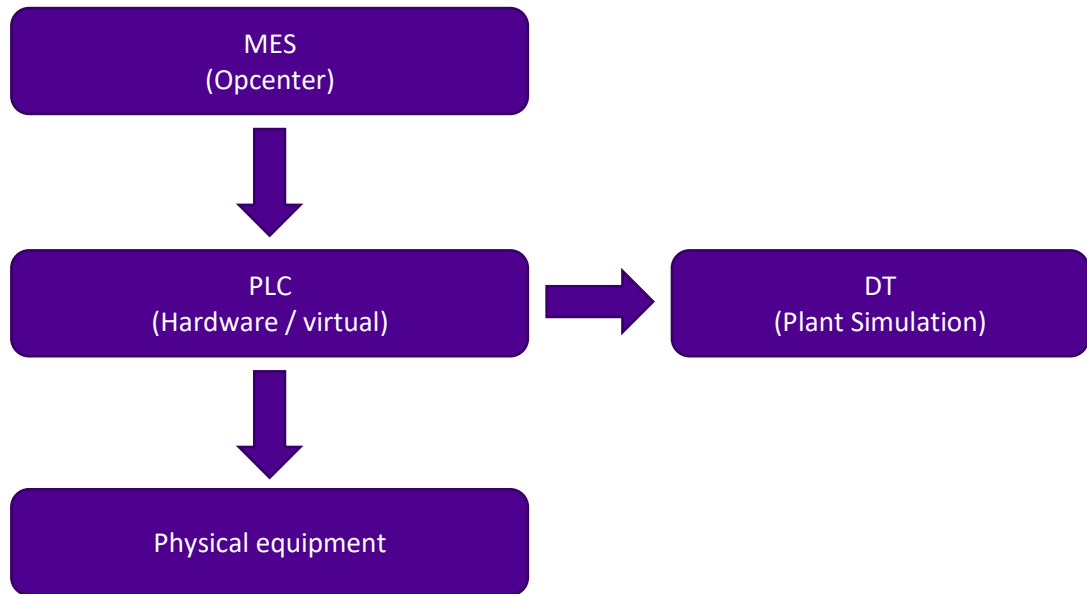 MES
(Opcenter)
PLC
(Hardware / virtual)
DT
(Plant Simulation)
Physical equipment